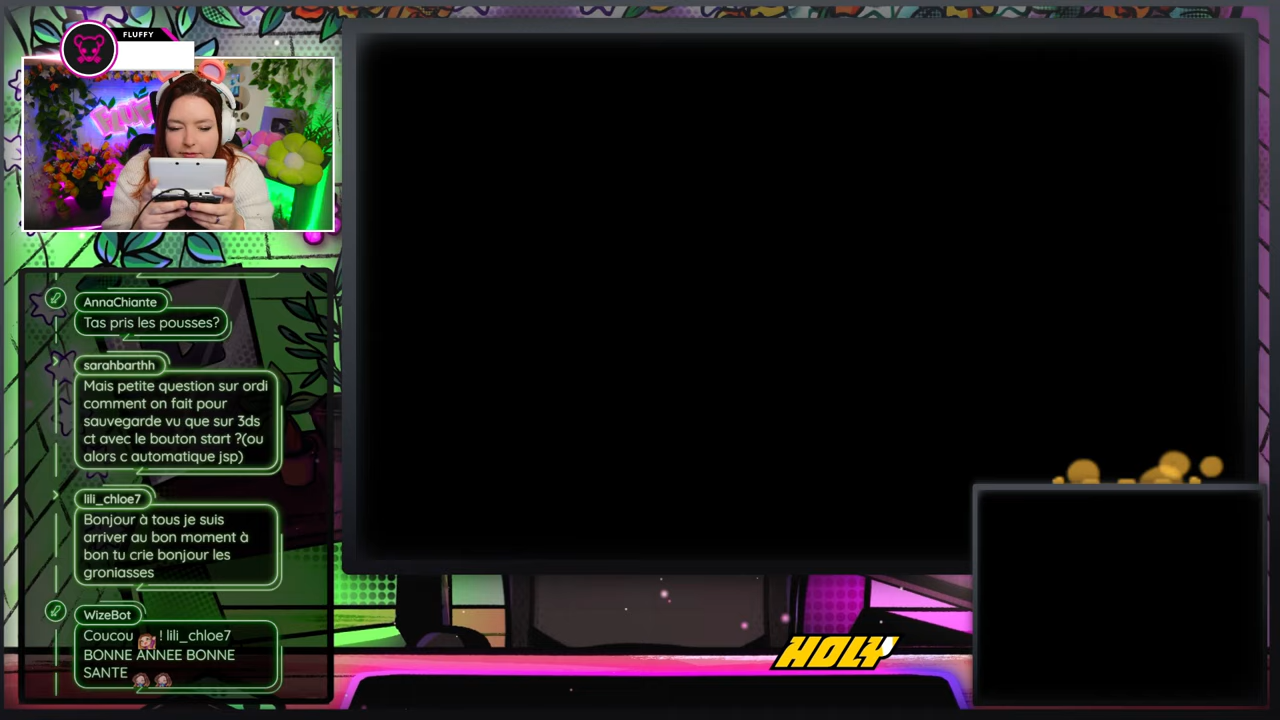 FLUFFY
AnnaChiante
Tas pris les pousses?
sarahbarthh
Mais petite question sur ordi
comment on fait pour
sauvegarde vu que sur 3ds
ct avec le bouton start ?(ou
alors c automatique jsp)
lili_chloe7
Bonjour à tous je suis
arriver au bon moment à
bon tu crie bonjour les
groniasses
WizeBot
Coucou ! lili_chloe7
BONNE ANNEE BONNE
SANTE
HOLY